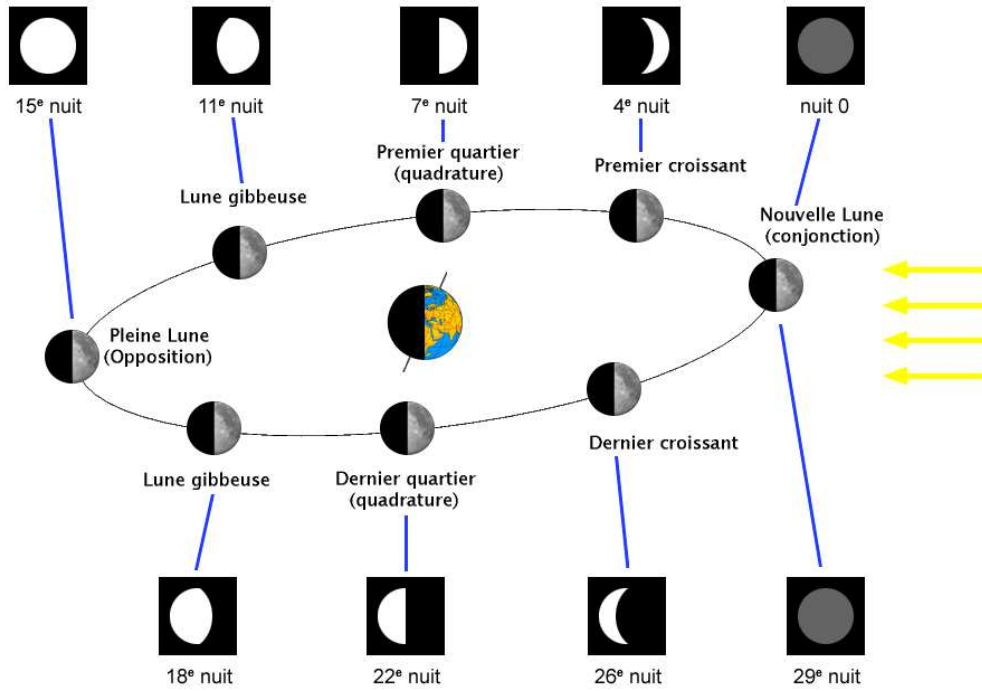 15e nuit
11e nuit
7e nuit
4e nuit
nuit 0
Premier quartier
(quadrature)
Premier croissant
Lune gibbeuse
Nouvelle Lune
(conjonction)
Pleine Lune
(Opposition)
Dernier croissant
Lune gibbeuse
Dernier quartier
(quadrature)
18e nuit
22e nuit
26e nuit
29e nuit